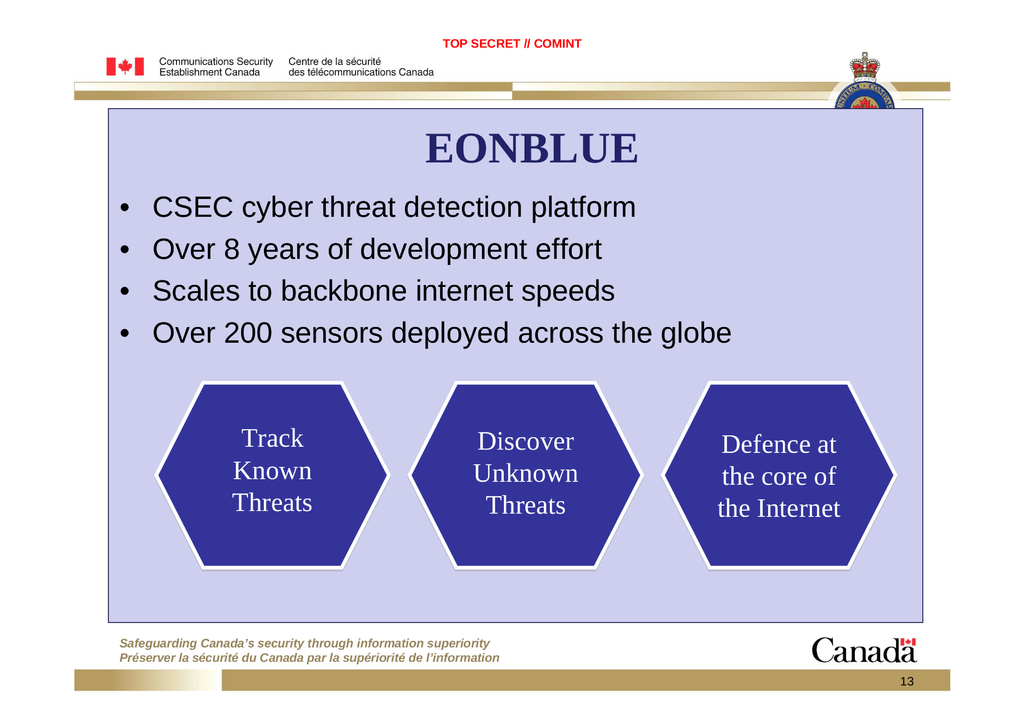 TOP SECRET // COMINT
Communications Security Centre de la sécurité
Establishment Canada des télécommunications Canada
EONBLUE
• CSEC cyber threat detection platform
• Over 8 years of development effort
• Scales to backbone internet speeds
• Over 200 sensors deployed across the globe
Track
Known
Threats
Discover
Unknown
Threats
Defence at
the core of
the Internet
Safeguarding Canada's security through information superiority
Préserver la sécurité du Canada par la supériorité de l'information
Canada
13